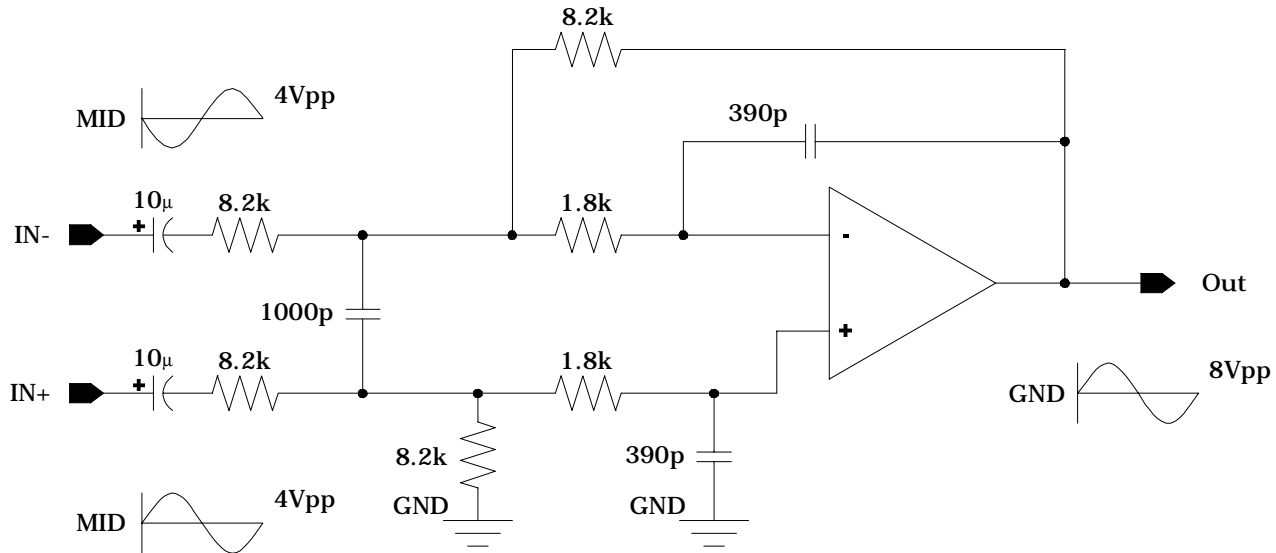 8.2k
390p
MID
4Vpp
IN-
+
10µ
8.2k
1.8k
-
1000p
Out
IN+
+
10µ
8.2k
1.8k
+
8.2k
GND
390p
GND
GND
8Vpp
MID
4Vpp